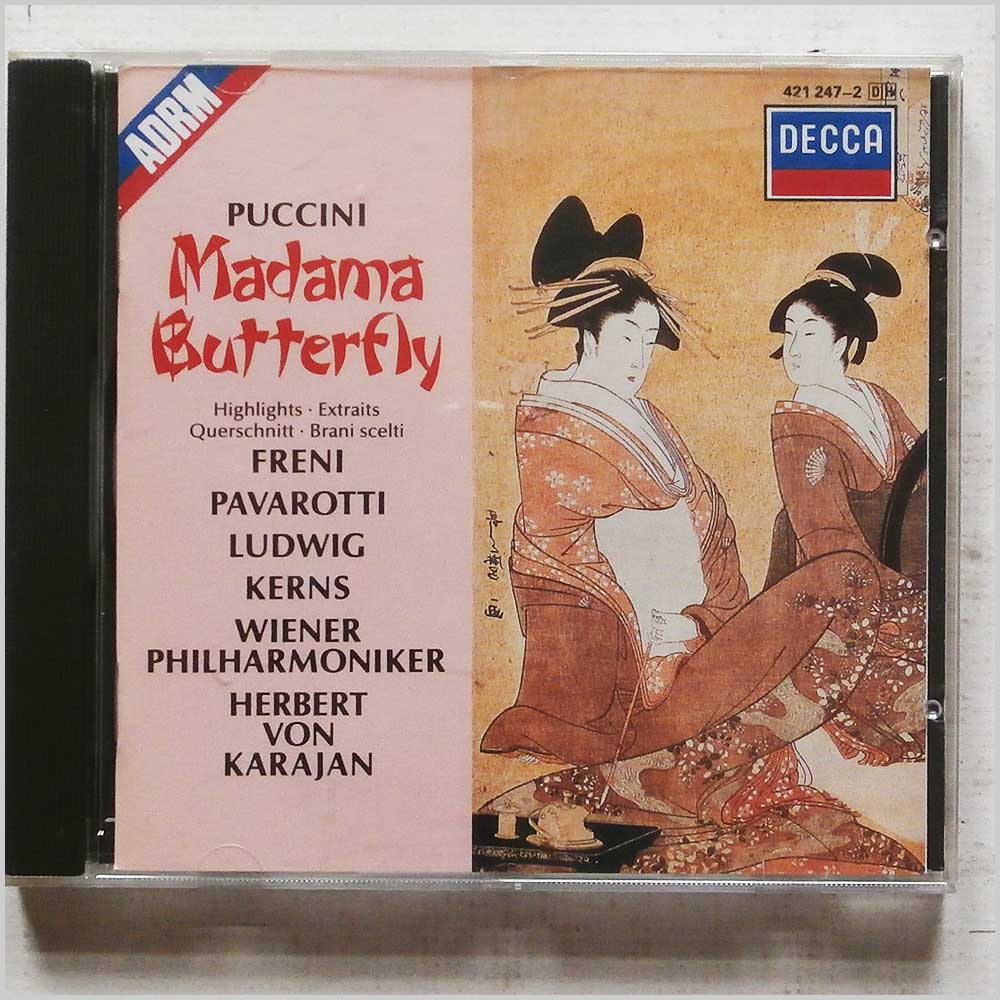 ADRM
421 247-2 DH
DECCA
PUCCINI
Madama
Butterfly
Highlights · Extraits
Querschnitt · Brani scelti
FRENI
PAVAROTTI
LUDWIG
KERNS
WIENER
PHILHARMONIKER
HERBERT
VON
KARAJAN